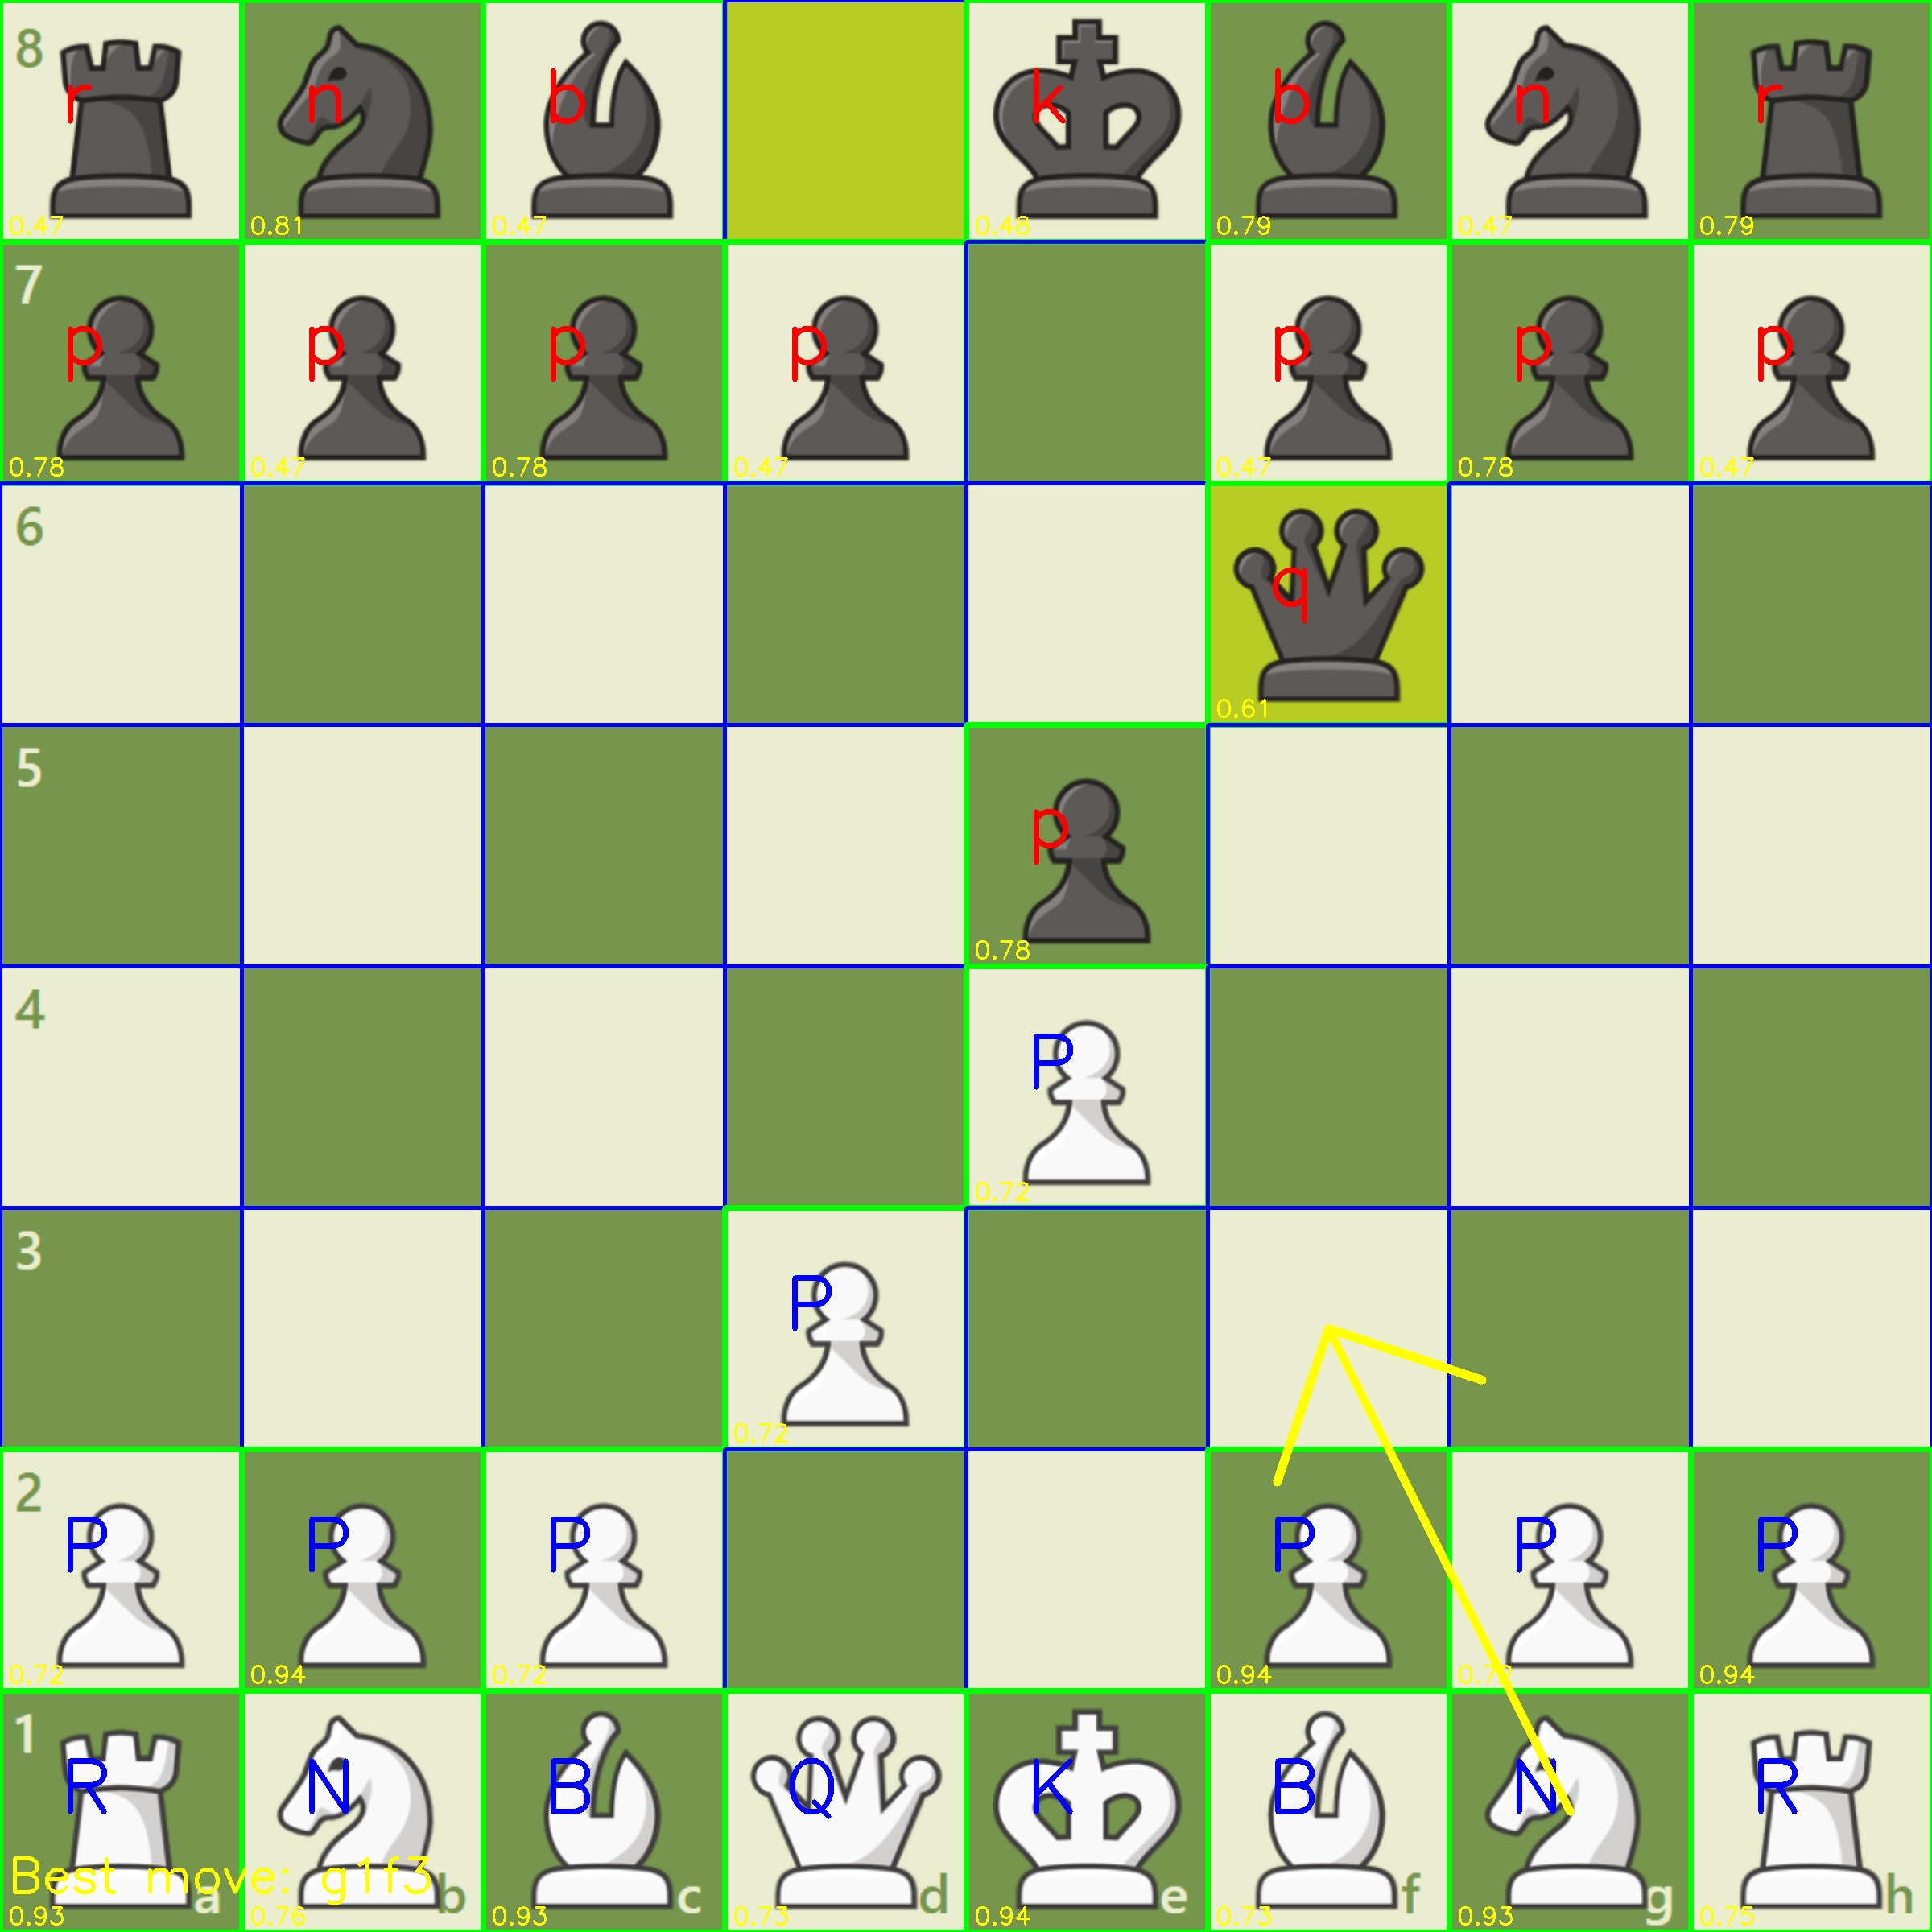 8 r n b k b n r
0.47 0.81 0.47 0.48 0.79 0.47 0.79
7 p p p p p p p
0.78 0.47 0.78 0.47 0.47 0.78 0.47
6 q
0.61
5 p
0.78
4 P
0.72
3 P
0.72
2 P P P P P P
0.72 0.94 0.72 0.94 0.94
1 R N B Q K B N R
Best move: g1f3
a b c d e f g h
0.93 0.76 0.93 0.73 0.94 0.73 0.93 0.75